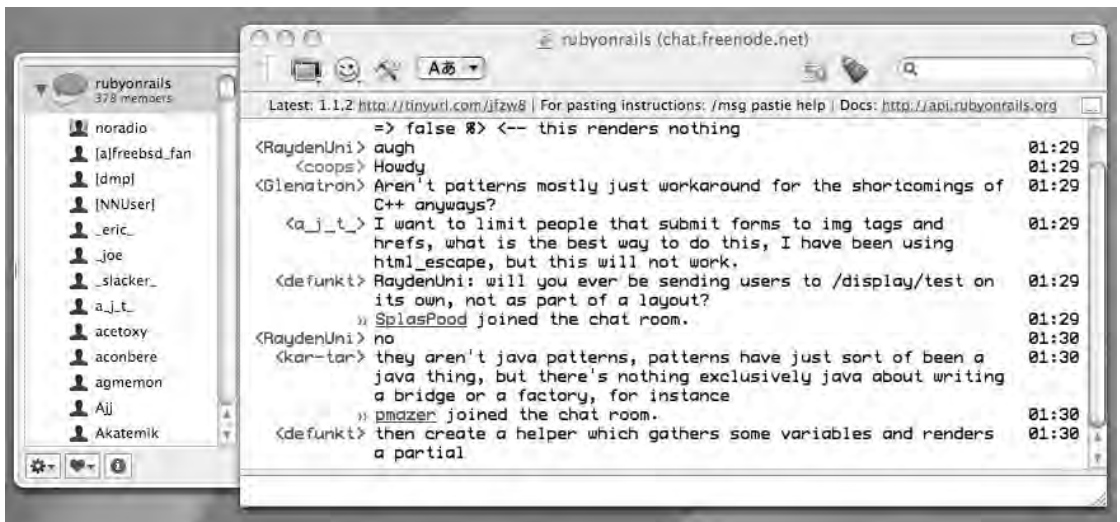 rubyonrails (chat.freenode.net)
Aあ
rubyonrails
378 members
noradio
[a]freebsd_fan
[dmp]
[NNUser]
_eric_
_joe
_slacker_
a_j_t_
acetoxy
aconbere
agmemon
Ajj
Akatemik
Latest: 1.1.2 http://tinyurl.com/jfzw8 | For pasting instructions: /msg pastie help | Docs: http://api.rubyonrails.org
=> false %> <-- this renders nothing
<RaydenUni> augh 01:29
<coops> Howdy 01:29
<Glenatron> Aren't patterns mostly just workaround for the shortcomings of 01:29
C++ anyways?
<a_j_t_> I want to limit people that submit forms to img tags and 01:29
hrefs, what is the best way to do this, I have been using
html_escape, but this will not work.
<defunkt> RaydenUni: will you ever be sending users to /display/test on 01:29
its own, not as part of a layout?
» SplasPood joined the chat room. 01:29
<RaydenUni> no 01:30
<kar-tar> they aren't java patterns, patterns have just sort of been a 01:30
java thing, but there's nothing exclusively java about writing
a bridge or a factory, for instance
» pmazer joined the chat room. 01:30
<defunkt> then create a helper which gathers some variables and renders 01:30
a partial